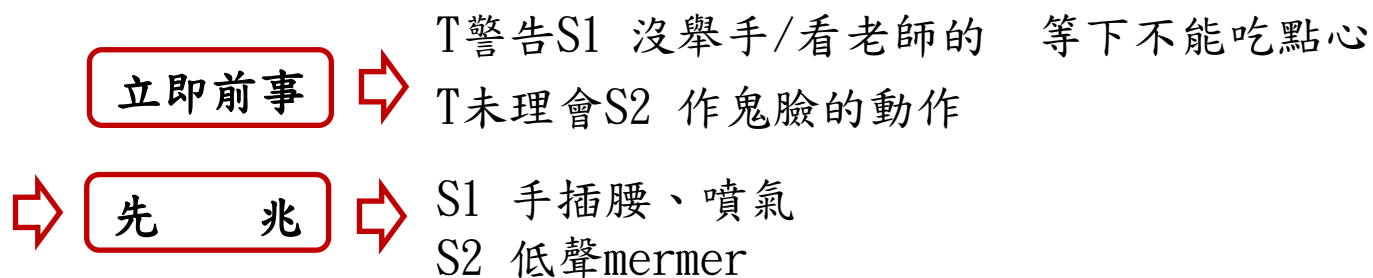 T警告S1 沒舉手/看老師的 等下不能吃點心
立即前事
T未理會S2 作鬼臉的動作
先 兆
S1 手插腰、噴氣
S2 低聲mermer